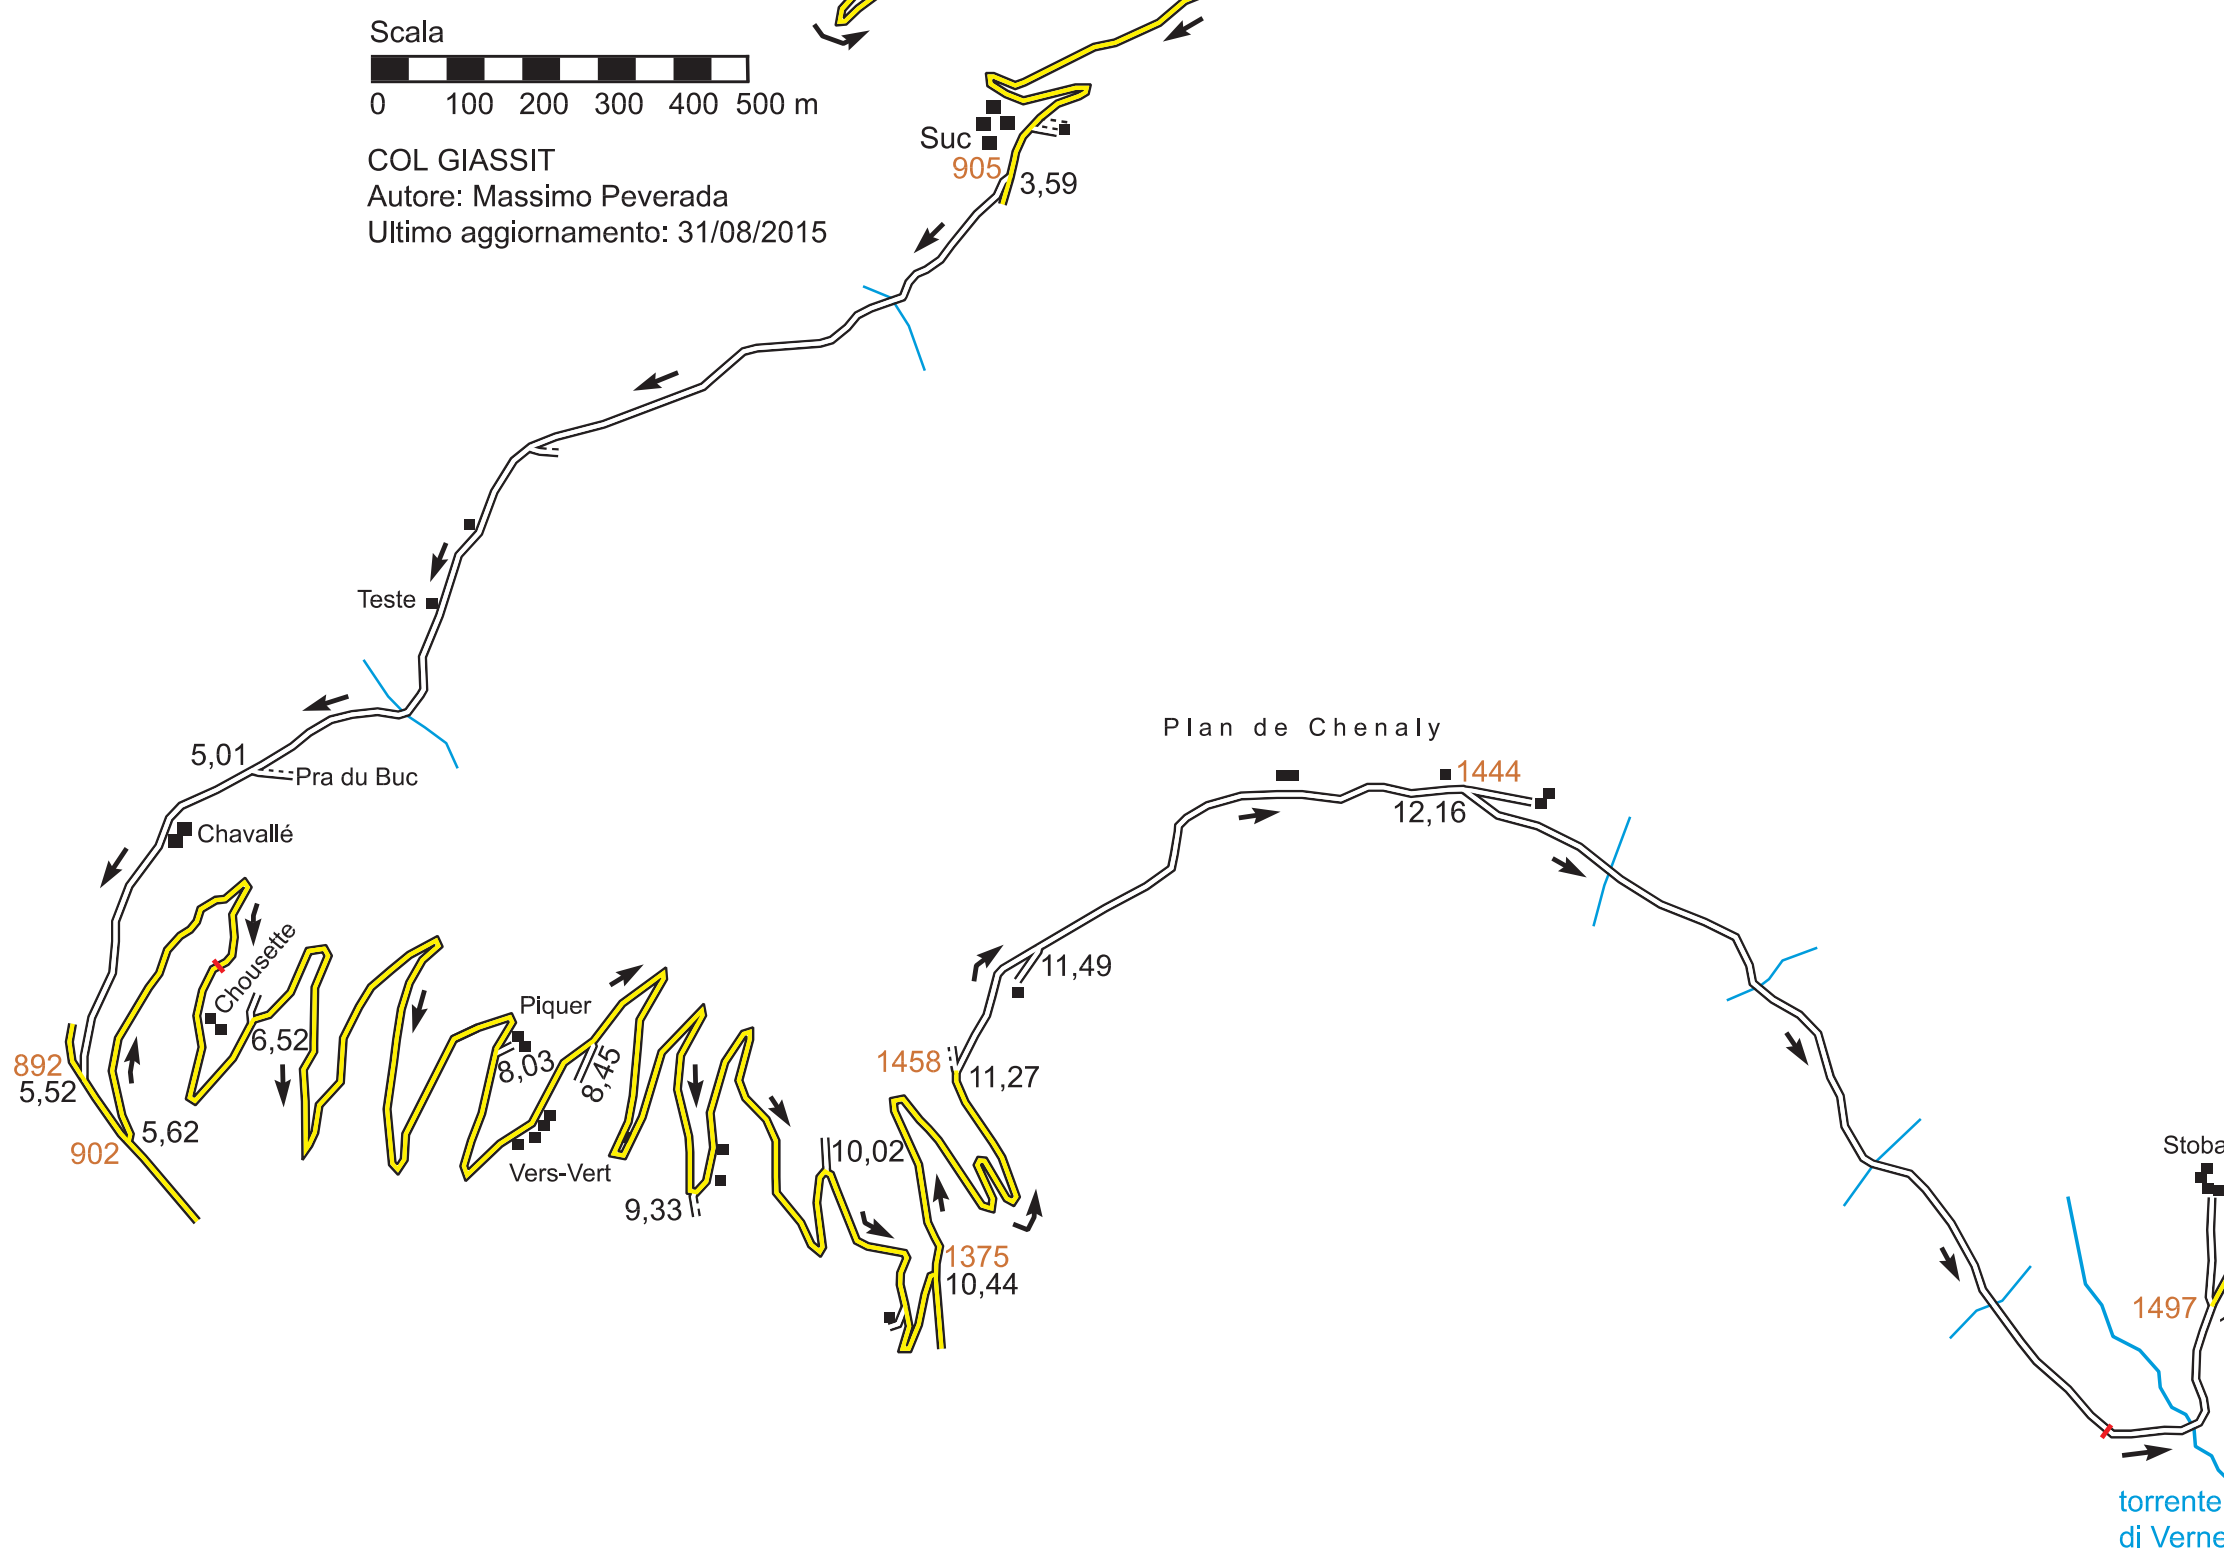 Scala
0 100 200 300 400 500 m
COL GIASSIT
Autore: Massimo Peverada
Ultimo aggiornamento: 31/08/2015
Suc
905
3,59
Teste
5,01
Pra du Buc
Chavallé
Plan de Chenaly
1444
12,16
Chousette
11,49
Piquer
6,52
892
5,52
8,03
8,45
1458
11,27
5,62
902
Vers-Vert
10,02
9,33
Stoba
1375
10,44
1497
torrente
di Verne